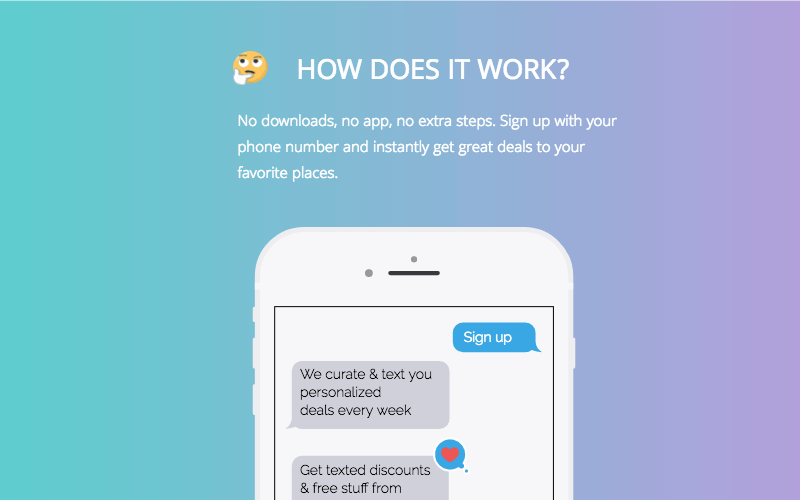 HOW DOES IT WORK?
No downloads, no app, no extra steps. Sign up with your
phone number and instantly get great deals to your
favorite places.
Sign up
We curate & text you
personalized
deals every week
Get texted discounts
& free stuff from